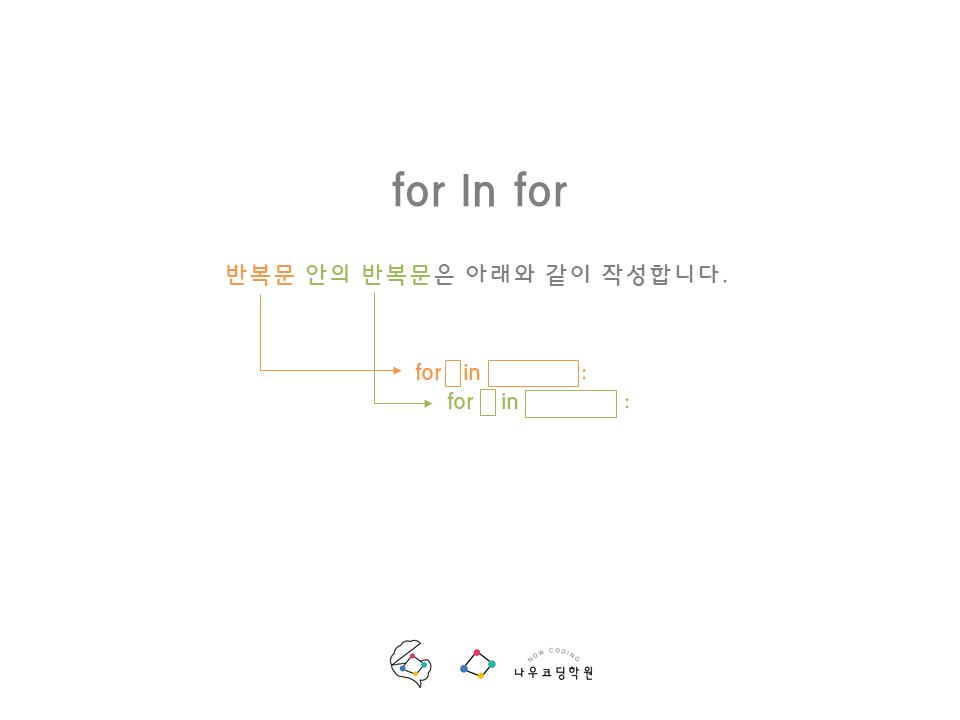 for In for
반복문 안의 반복문은 아래와 같이 작성합니다.
for in :
for in :
NOW CODING
나우코딩학원